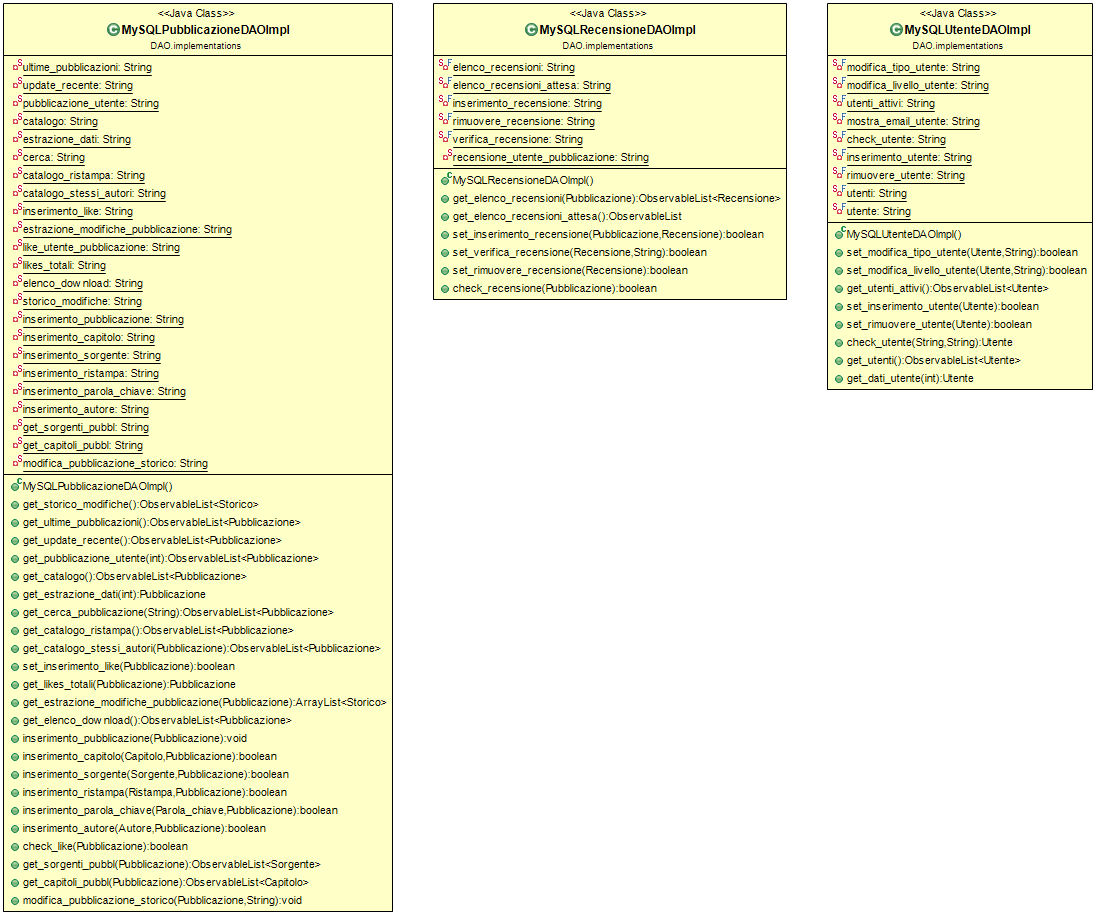 <<Java Class>>
MySQLPubblicazioneDAOImpl
DAO.implementations
ultime_pubblicazioni: String
update_recente: String
pubblicazione_utente: String
catalogo: String
estrazione_dati: String
cerca: String
catalogo_ristampa: String
catalogo_stessi_autori: String
inserimento_like: String
estrazione_modifiche_pubblicazione: String
like_utente_pubblicazione: String
likes_totali: String
elenco_download: String
storico_modifiche: String
inserimento_pubblicazione: String
inserimento_capitolo: String
inserimento_sorgente: String
inserimento_ristampa: String
inserimento_parola_chiave: String
inserimento_autore: String
get_sorgenti_pubbl: String
get_capitoli_pubbl: String
modifica_pubblicazione_storico: String
MySQLPubblicazioneDAOImpl()
get_storico_modifiche():ObservableList<Storico>
get_ultime_pubblicazioni():ObservableList<Pubblicazione>
get_update_recente():ObservableList<Pubblicazione>
get_pubblicazione_utente(int):ObservableList<Pubblicazione>
get_catalogo():ObservableList<Pubblicazione>
get_estrazione_dati(int):Pubblicazione
get_cerca_pubblicazione(String):ObservableList<Pubblicazione>
get_catalogo_ristampa():ObservableList<Pubblicazione>
get_catalogo_stessi_autori(Pubblicazione):ObservableList<Pubblicazione>
set_inserimento_like(Pubblicazione):boolean
get_likes_totali(Pubblicazione):Pubblicazione
get_estrazione_modifiche_pubblicazione(Pubblicazione):ArrayList<Storico>
get_elenco_download():ObservableList<Pubblicazione>
inserimento_pubblicazione(Pubblicazione):void
inserimento_capitolo(Capitolo,Pubblicazione):boolean
inserimento_sorgente(Sorgente,Pubblicazione):boolean
inserimento_ristampa(Ristampa,Pubblicazione):boolean
inserimento_parola_chiave(Parola_chiave,Pubblicazione):boolean
inserimento_autore(Autore,Pubblicazione):boolean
check_like(Pubblicazione):boolean
get_sorgenti_pubbl(Pubblicazione):ObservableList<Sorgente>
get_capitoli_pubbl(Pubblicazione):ObservableList<Capitolo>
modifica_pubblicazione_storico(Pubblicazione,String):void
<<Java Class>>
MySQLRecensioneDAOImpl
DAO.implementations
elenco_recensioni: String
elenco_recensioni_attesa: String
inserimento_recensione: String
rimuovere_recensione: String
verifica_recensione: String
recensione_utente_pubblicazione: String
MySQLRecensioneDAOImpl()
get_elenco_recensioni(Pubblicazione):ObservableList<Recensione>
get_elenco_recensioni_attesa():ObservableList
set_inserimento_recensione(Pubblicazione,Recensione):boolean
set_verifica_recensione(Recensione,String):boolean
set_rimuovere_recensione(Recensione):boolean
check_recensione(Pubblicazione):boolean
<<Java Class>>
MySQLUtenteDAOImpl
DAO.implementations
modifica_tipo_utente: String
modifica_livello_utente: String
utenti_attivi: String
mostra_email_utente: String
check_utente: String
inserimento_utente: String
rimuovere_utente: String
utenti: String
utente: String
MySQLUtenteDAOImpl()
set_modifica_tipo_utente(Utente,String):boolean
set_modifica_livello_utente(Utente,String):boolean
get_utenti_attivi():ObservableList<Utente>
set_inserimento_utente(Utente):boolean
set_rimuovere_utente(Utente):boolean
check_utente(String,String):Utente
get_utenti():ObservableList<Utente>
get_dati_utente(int):Utente